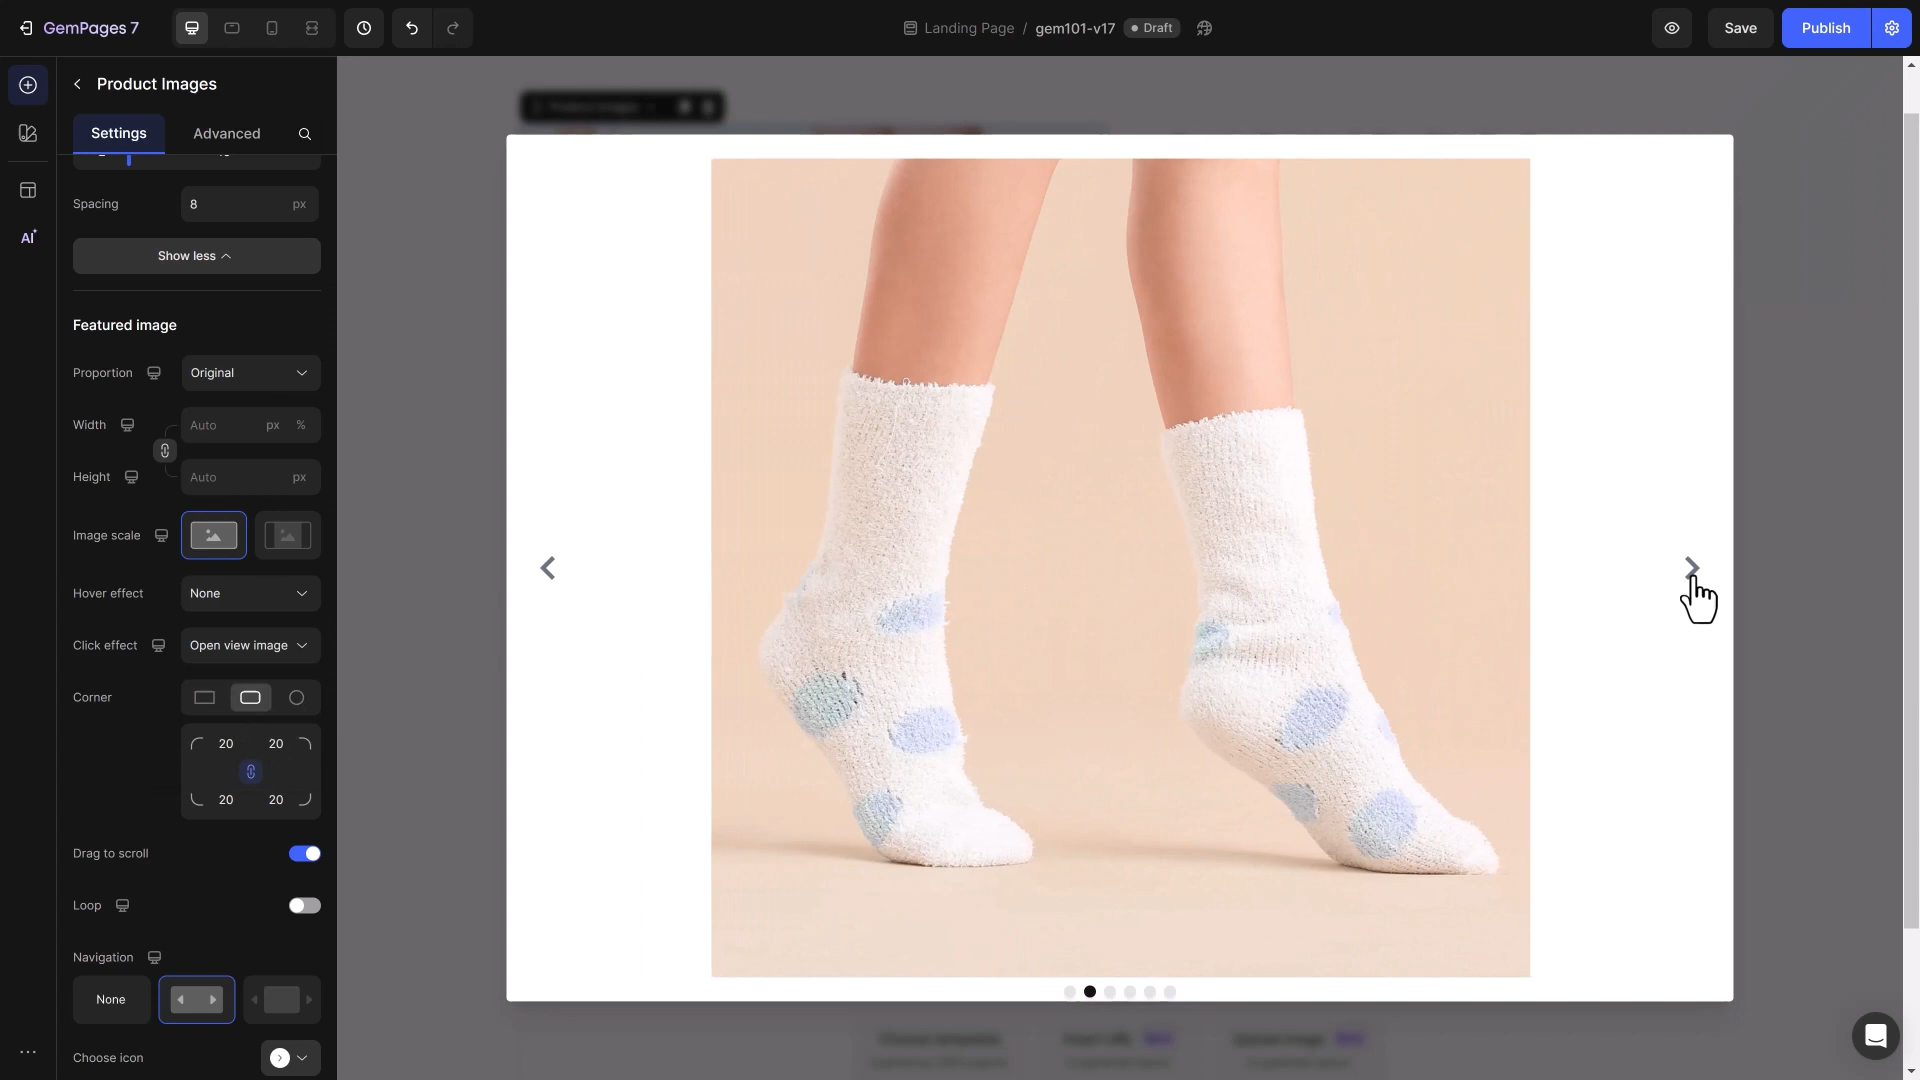 GemPages 7
Landing Page / gem101-v17 Draft
Save
Publish
Product Images
Settings
Advanced
Spacing
8 px
Show less
Featured image
Proportion
Original
Width
Auto px %
Height
Auto px
Image scale
Hover effect
None
Click effect
Open view image
Corner
20 20
20 20
Drag to scroll
Loop
Navigation
None
Choose icon
AI